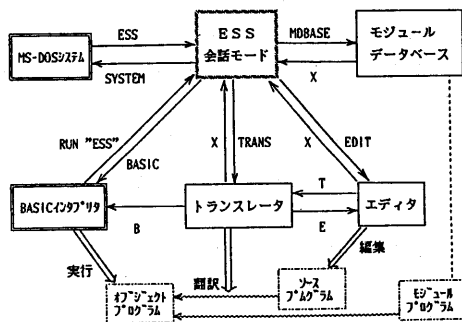 ESS
MS-DOSシステム
SYSTEM
ESS
会話モード
MDBASE
X
モジュール
データベース
RUN "ESS"
BASIC
X
TRANS
X
EDIT
BASICインタプリタ
B
トランスレータ
T
E
エディタ
実行
翻訳
編集
オブジェクト
プログラム
ソース
プムグラム
モジュール
プログラム